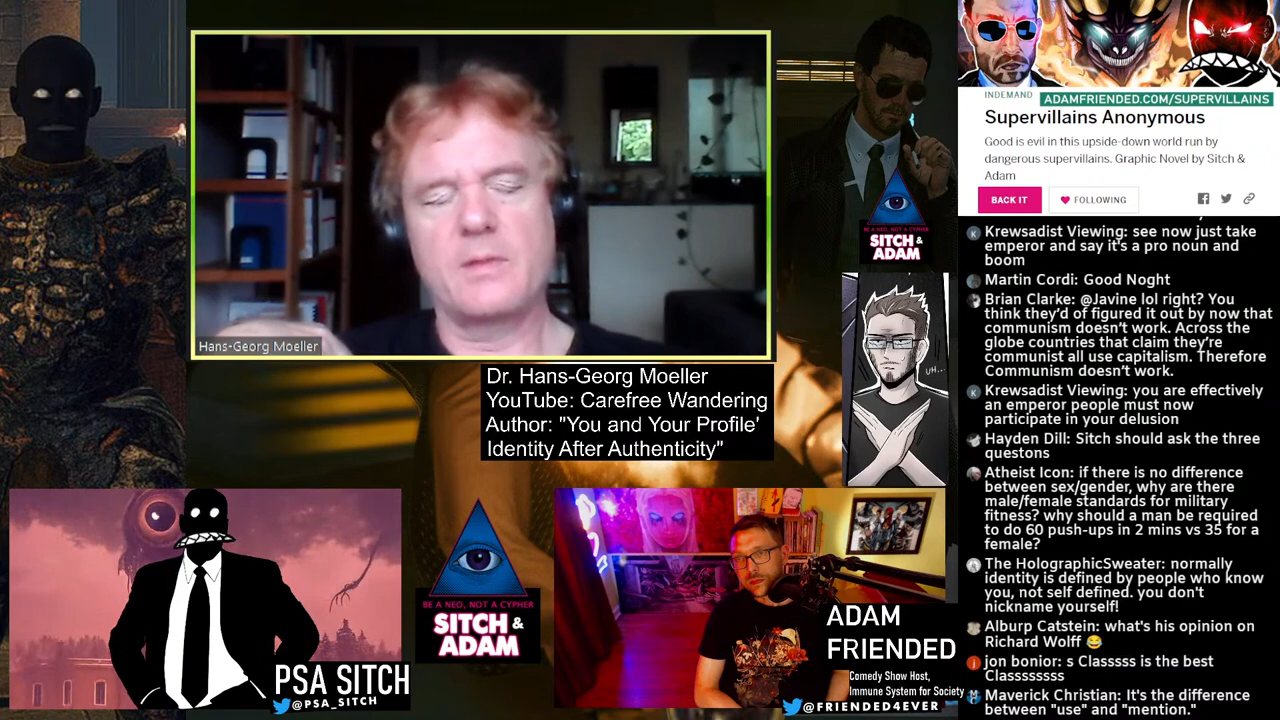 Hans-Georg Moeller
Dr. Hans-Georg Moeller
YouTube: Carefree Wandering
Author: "You and Your Profile'
Identity After Authenticity"
BE A NEO, NOT A CYPHER
SITCH &
ADAM
UH...
PSA SITCH
@PSA_SITCH
BE A NEO, NOT A CYPHER
SITCH &
ADAM
ADAM
FRIENDED
Comedy Show Host,
Immune System for Society
@FRIENDED4EVER
INDEMAND
ADAMFRIENDED.COM/SUPERVILLAINS
Supervillains Anonymous
Good is evil in this upside-down world run by
dangerous supervillains. Graphic Novel by Sitch &
Adam
BACK IT
FOLLOWING
K
Krewsadist Viewing: see now just take
emperor and say it's a pro noun and
boom
Martin Cordi: Good Noght
Brian Clarke: @Javine lol right? You
think they'd of figured it out by now that
communism doesn't work. Across the
globe countries that claim they're
communist all use capitalism. Therefore
Communism doesn't work.
K
Krewsadist Viewing: you are effectively
an emperor people must now
participate in your delusion
Hayden Dill: Sitch should ask the three
questons
Atheist Icon: if there is no difference
between sex/gender, why are there
male/female standards for military
fitness? why should a man be required
to do 60 push-ups in 2 mins vs 35 for a
female?
The HolographicSweater: normally
identity is defined by people who know
you, not self defined. you don't
nickname yourself!
Alburp Catstein: what's his opinion on
Richard Wolff 😂
j
jon bonior: s Classsss is the best
Classsssssss
Maverick Christian: It's the difference
between "use" and "mention."